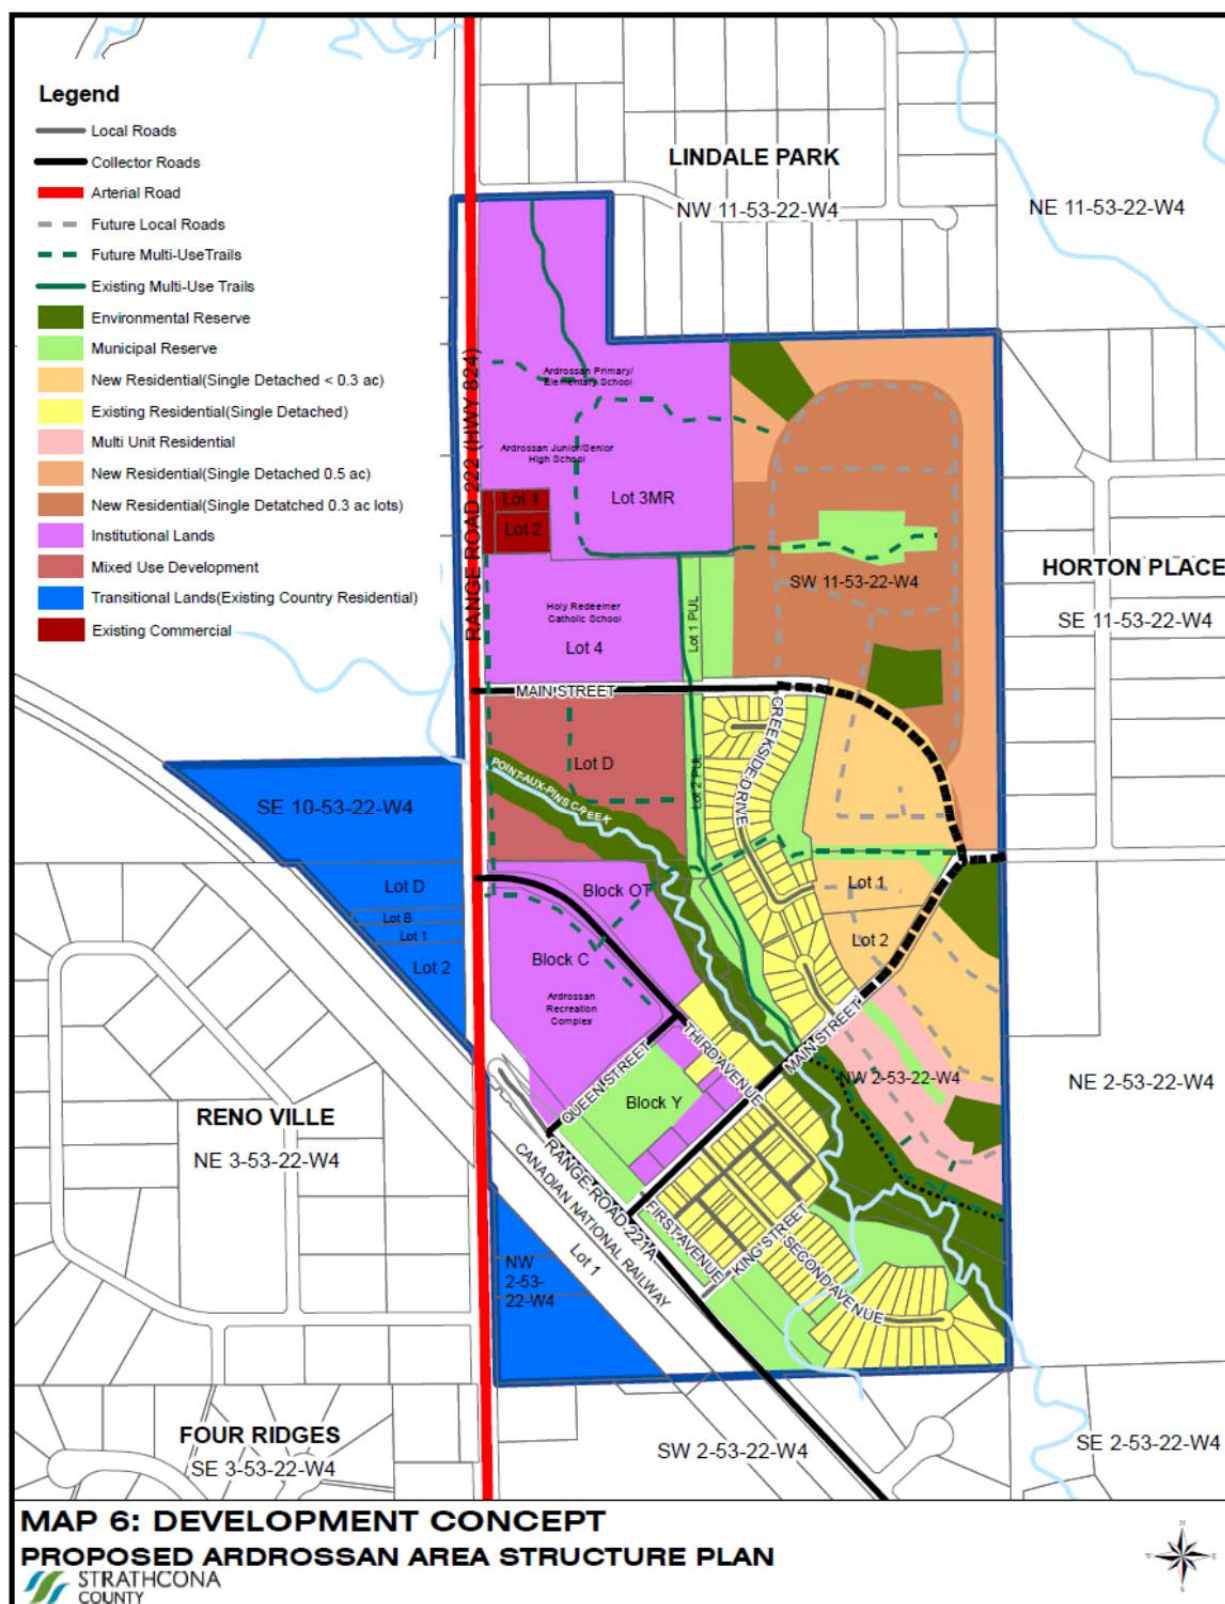 Legend
Local Roads
Collector Roads
Arterial Road
Future Local Roads
Future Multi-UseTrails
Existing Multi-Use Trails
Environmental Reserve
Municipal Reserve
New Residential(Single Detached < 0.3 ac)
Existing Residential(Single Detached)
Multi Unit Residential
New Residential(Single Detached 0.5 ac)
New Residential(Single Detatched 0.3 ac lots)
Institutional Lands
Mixed Use Development
Transitional Lands(Existing Country Residential)
Existing Commercial
LINDALE PARK
NW 11-53-22-W4
NE 11-53-22-W4
RANGE ROAD 222 (HWY 824)
Ardrossan Primary/
Elementary School
Ardrossan Junior/Senior
High School
Lot 3MR
Lot 1
Lot 2
SW 11-53-22-W4
HORTON PLACE
SE 11-53-22-W4
Holy Redeemer
Catholic School
Lot 4
Lot 1 PUL
MAIN STREET
CREEKSIDE DRIVE
Lot D
Lot 2 PUL
POINT-AUX-PINS CREEK
SE 10-53-22-W4
Lot D
Lot B
Lot 1
Lot 2
Block OT
Block C
Ardrossan
Recreation
Complex
Lot 1
Lot 2
THIRD AVENUE
MAIN STREET
QUEEN STREET
Block Y
NW 2-53-22-W4
NE 2-53-22-W4
RENO VILLE
NE 3-53-22-W4
RANGE ROAD 221A
CANADIAN NATIONAL RAILWAY
Lot 1
FIRST AVENUE
KING STREET
SECOND AVENUE
NW
2-53-
22-W4
FOUR RIDGES
SE 3-53-22-W4
SW 2-53-22-W4
SE 2-53-22-W4
MAP 6: DEVELOPMENT CONCEPT
PROPOSED ARDROSSAN AREA STRUCTURE PLAN
STRATHCONA
COUNTY
N
W
E
S